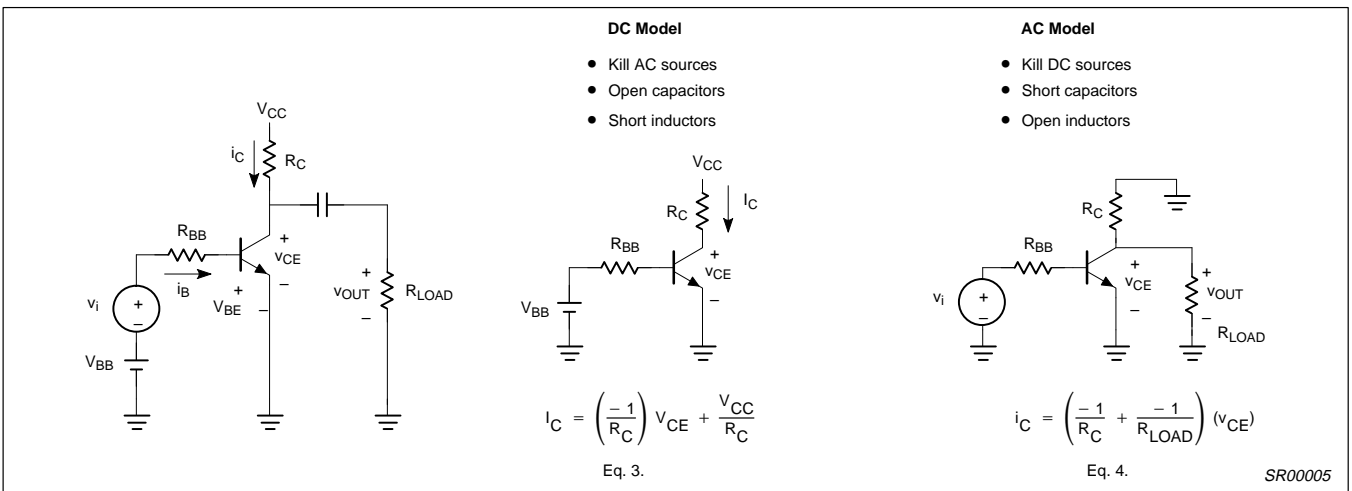 DC Model
• Kill AC sources
• Open capacitors
• Short inductors
AC Model
• Kill DC sources
• Short capacitors
• Open inductors
VCC
iC
RC
RBB
iB
+
vCE
–
+
VBE
–
vi
+
–
VBB
+
vOUT
–
RLOAD
VCC
RC
IC
RBB
+
vCE
–
VBB
IC = (–1/RC) VCE + VCC/RC
Eq. 3.
RC
RBB
+
vCE
–
vi
+
–
+
vOUT
–
RLOAD
iC = (–1/RC + –1/RLOAD) (vCE)
Eq. 4.
SR00005